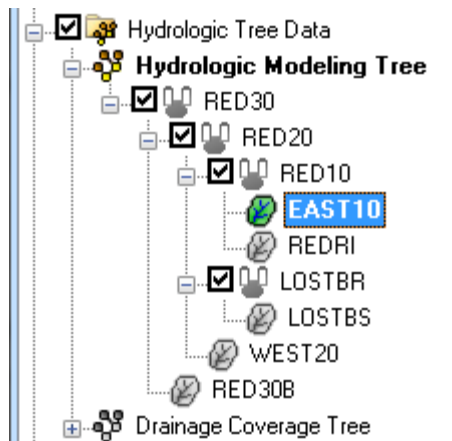 Hydrologic Tree Data
Hydrologic Modeling Tree
RED30
RED20
RED10
EAST10
REDRI
LOSTBR
LOSTBS
WEST20
RED30B
Drainage Coverage Tree